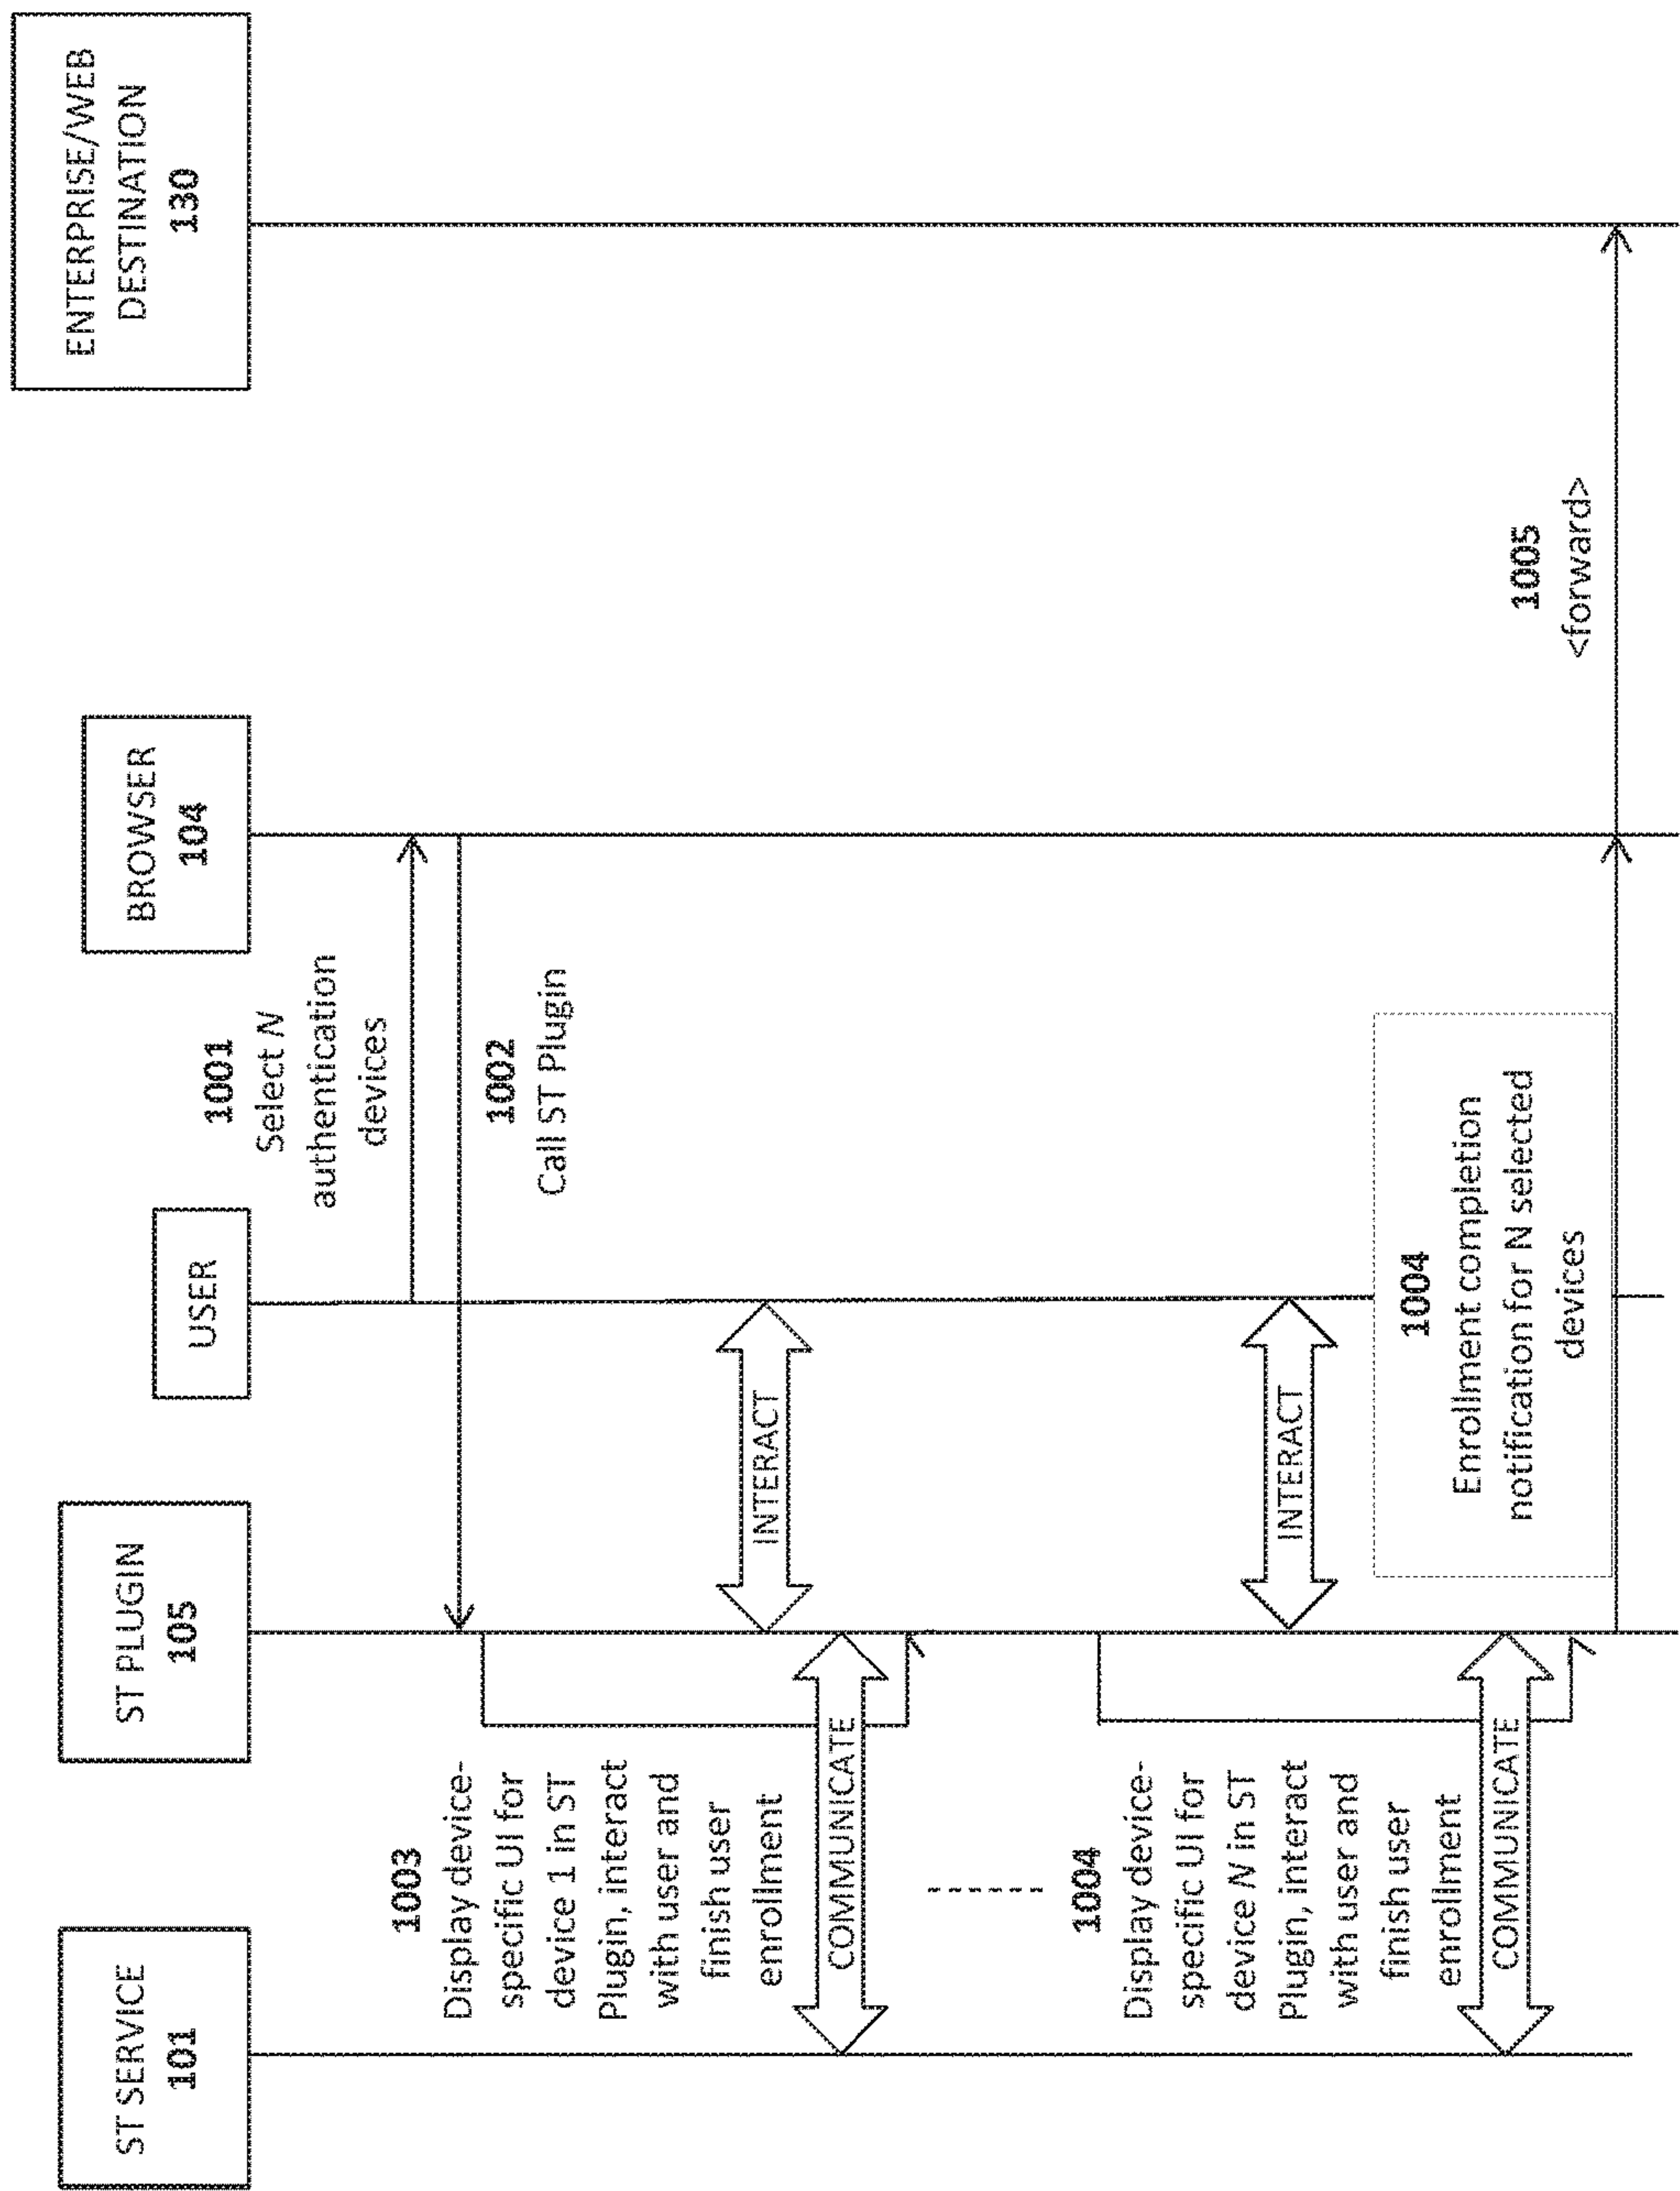 ST SERVICE
101
ST PLUGIN
105
USER
BROWSER
104
ENTERPRISE/WEB
DESTINATION
130
1001
Select N
authentication
devices
1002
Call ST Plugin
1003
Display device-
specific UI for
device 1 in ST
Plugin, interact
with user and
finish user
enrollment
INTERACT
COMMUNICATE
1004
Display device-
specific UI for
device N in ST
Plugin, interact
with user and
finish user
enrollment
INTERACT
COMMUNICATE
1004
Enrollment completion
notification for N selected
devices
1005
<forward>